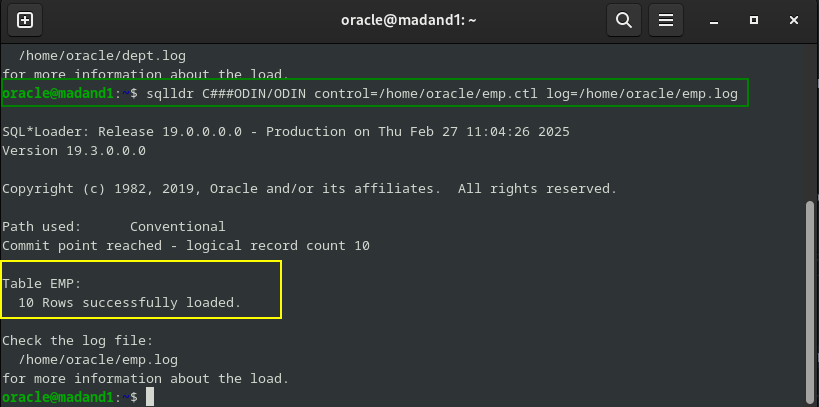 oracle@madand1: ~
/home/oracle/dept.log
for more information about the load.
oracle@madand1:~$ sqlldr C###ODIN/ODIN control=/home/oracle/emp.ctl log=/home/oracle/emp.log
SQL*Loader: Release 19.0.0.0.0 - Production on Thu Feb 27 11:04:26 2025
Version 19.3.0.0.0
Copyright (c) 1982, 2019, Oracle and/or its affiliates.  All rights reserved.
Path used:      Conventional
Commit point reached - logical record count 10
Table EMP:
10 Rows successfully loaded.
Check the log file:
/home/oracle/emp.log
for more information about the load.
oracle@madand1:~$